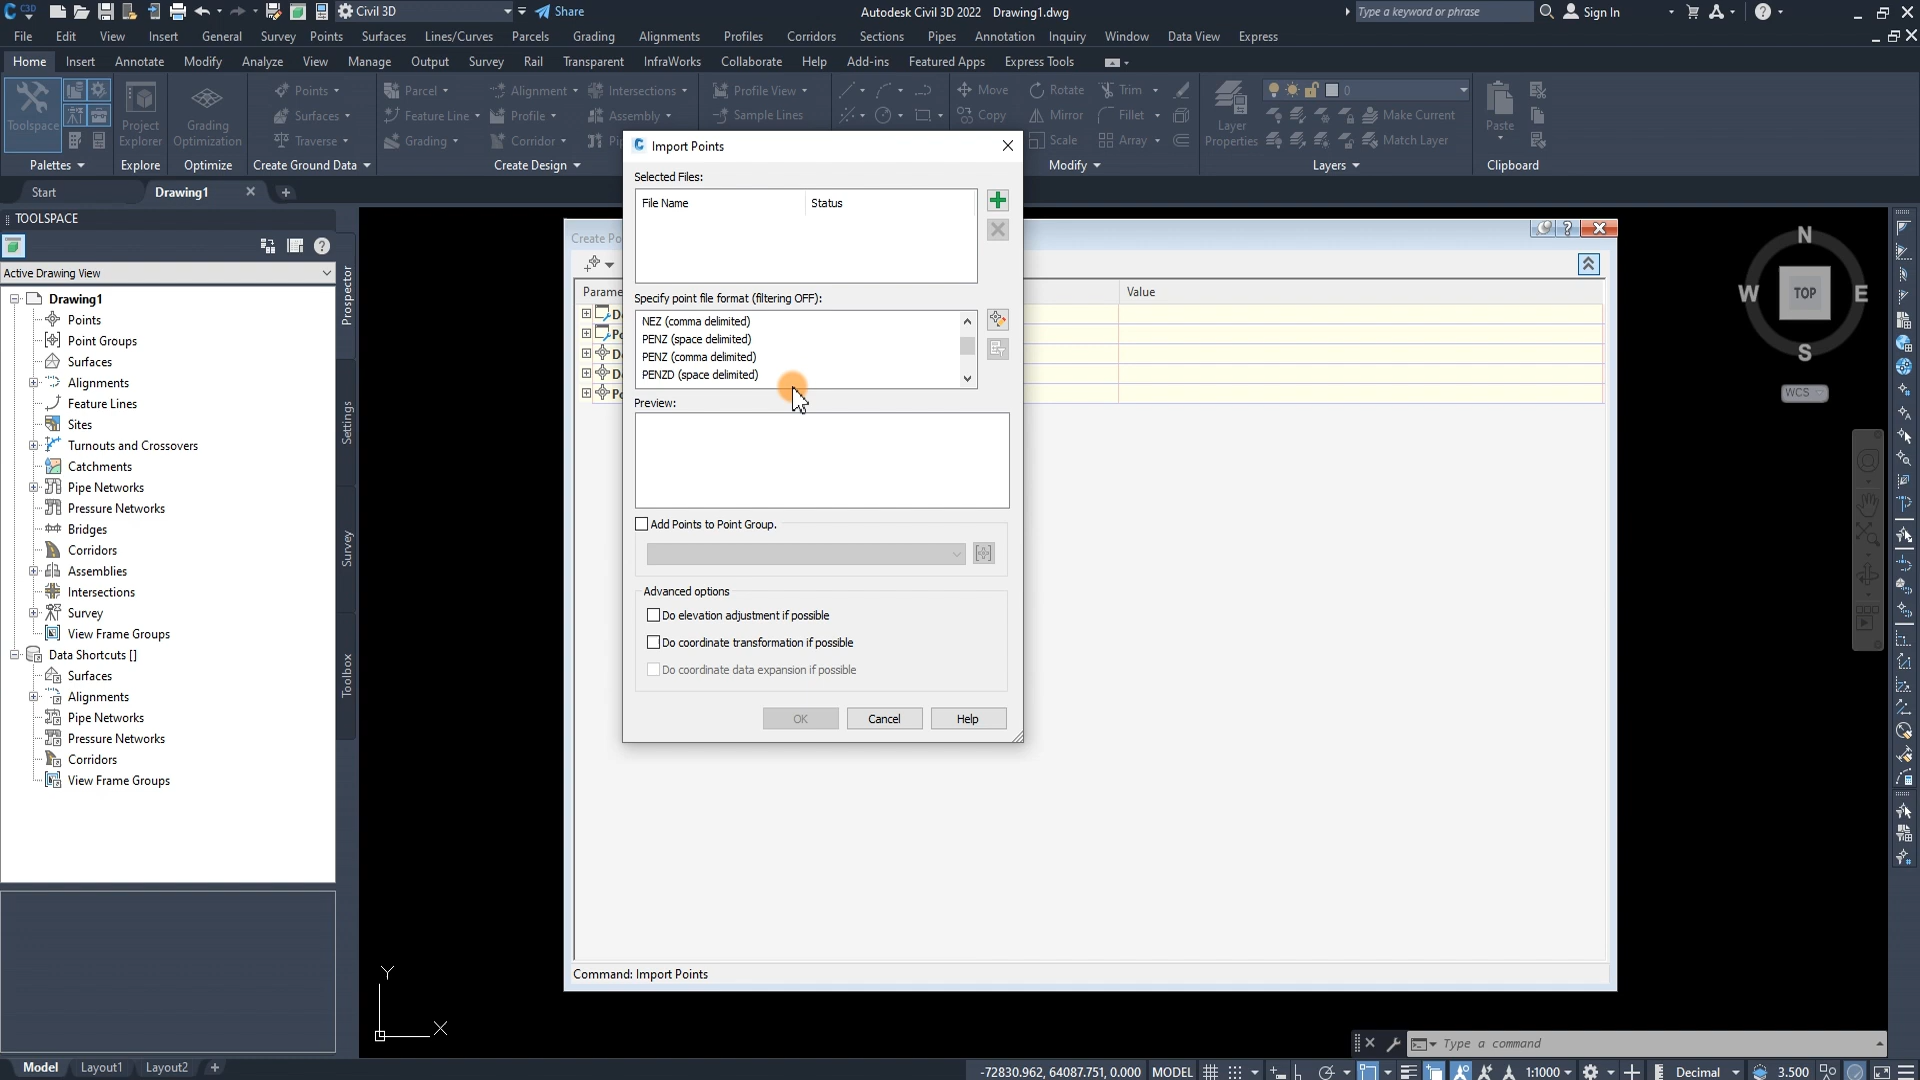 C3D Civil 3D Share Autodesk Civil 3D 2022 Drawing1.dwg Type a keyword or phrase Sign In
File Edit View Insert General Survey Points Surfaces Lines/Curves Parcels Grading Alignments Profiles Corridors Sections Pipes Annotation Inquiry Window Data View Express
Home Insert Annotate Modify Analyze View Manage Output Survey Rail Transparent InfraWorks Collaborate Help Add-ins Featured Apps Express Tools
Points Parcel Alignment Intersections Profile View Move Rotate Trim 0
Toolspace Project Explorer Grading Optimization Surfaces Feature Line Profile Assembly Sample Lines Copy Mirror Fillet Layer Properties Make Current Paste
Traverse Grading Corridor Scale Array Match Layer
Palettes Explore Optimize Create Ground Data Create Design Modify Layers Clipboard
Start Drawing1
TOOLSPACE
Active Drawing View
Drawing1
Points
Point Groups
Surfaces
Alignments
Feature Lines
Sites
Turnouts and Crossovers
Catchments
Pipe Networks
Pressure Networks
Bridges
Corridors
Assemblies
Intersections
Survey
View Frame Groups
Data Shortcuts []
Surfaces
Alignments
Pipe Networks
Pressure Networks
Corridors
View Frame Groups
Prospector
Settings
Survey
Toolbox
Create Po
Parame
Value
Command: Import Points
Import Points
Selected Files:
File Name Status
Specify point file format (filtering OFF):
NEZ (comma delimited)
PENZ (space delimited)
PENZ (comma delimited)
PENZD (space delimited)
Preview:
Add Points to Point Group.
Advanced options
Do elevation adjustment if possible
Do coordinate transformation if possible
Do coordinate data expansion if possible
OK Cancel Help
N
W TOP E
S
WCS
Y
X
Type a command
Model Layout1 Layout2 -72830.962, 64087.751, 0.000 MODEL 1:1000 Decimal 3.500